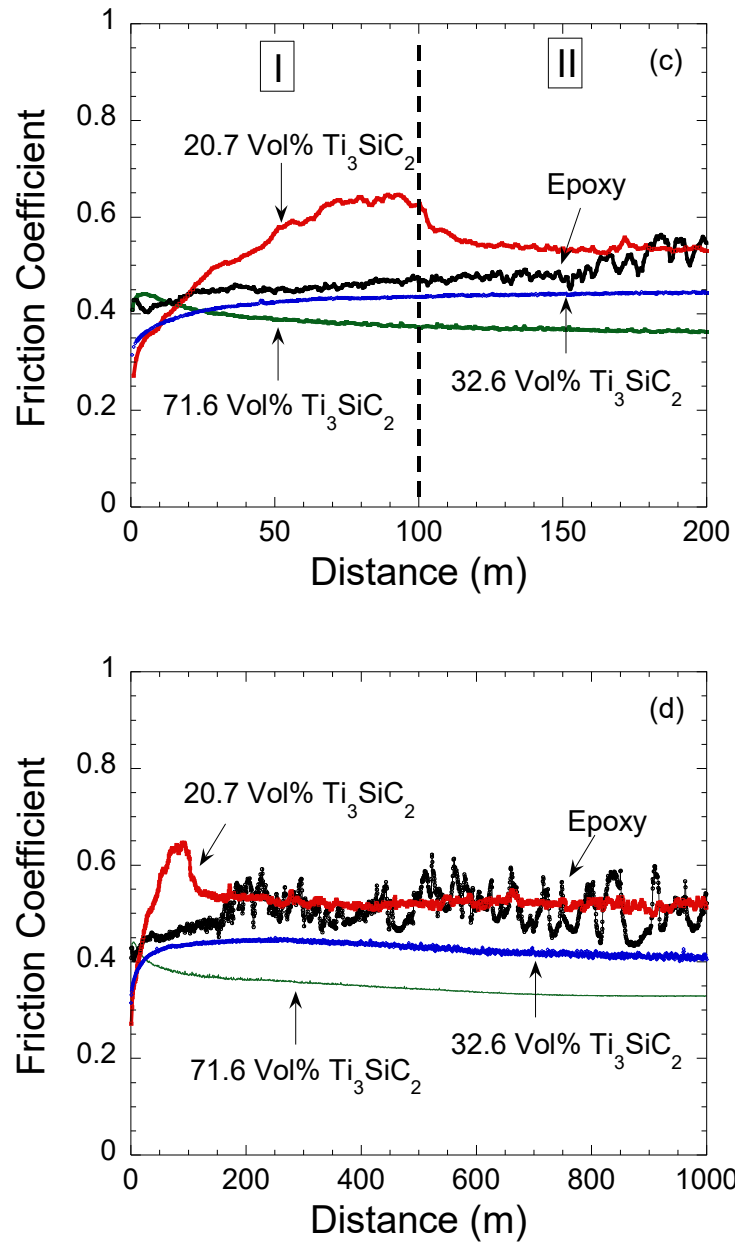 I
II
(c)
1
0.8
0.6
0.4
0.2
0
20.7 Vol% Ti₃SiC₂
Epoxy
71.6 Vol% Ti₃SiC₂
32.6 Vol% Ti₃SiC₂
Friction Coefficient
0 50 100 150 200
Distance (m)
(d)
1
0.8
0.6
0.4
0.2
0
20.7 Vol% Ti₃SiC₂
Epoxy
71.6 Vol% Ti₃SiC₂
32.6 Vol% Ti₃SiC₂
Friction Coefficient
0 200 400 600 800 1000
Distance (m)